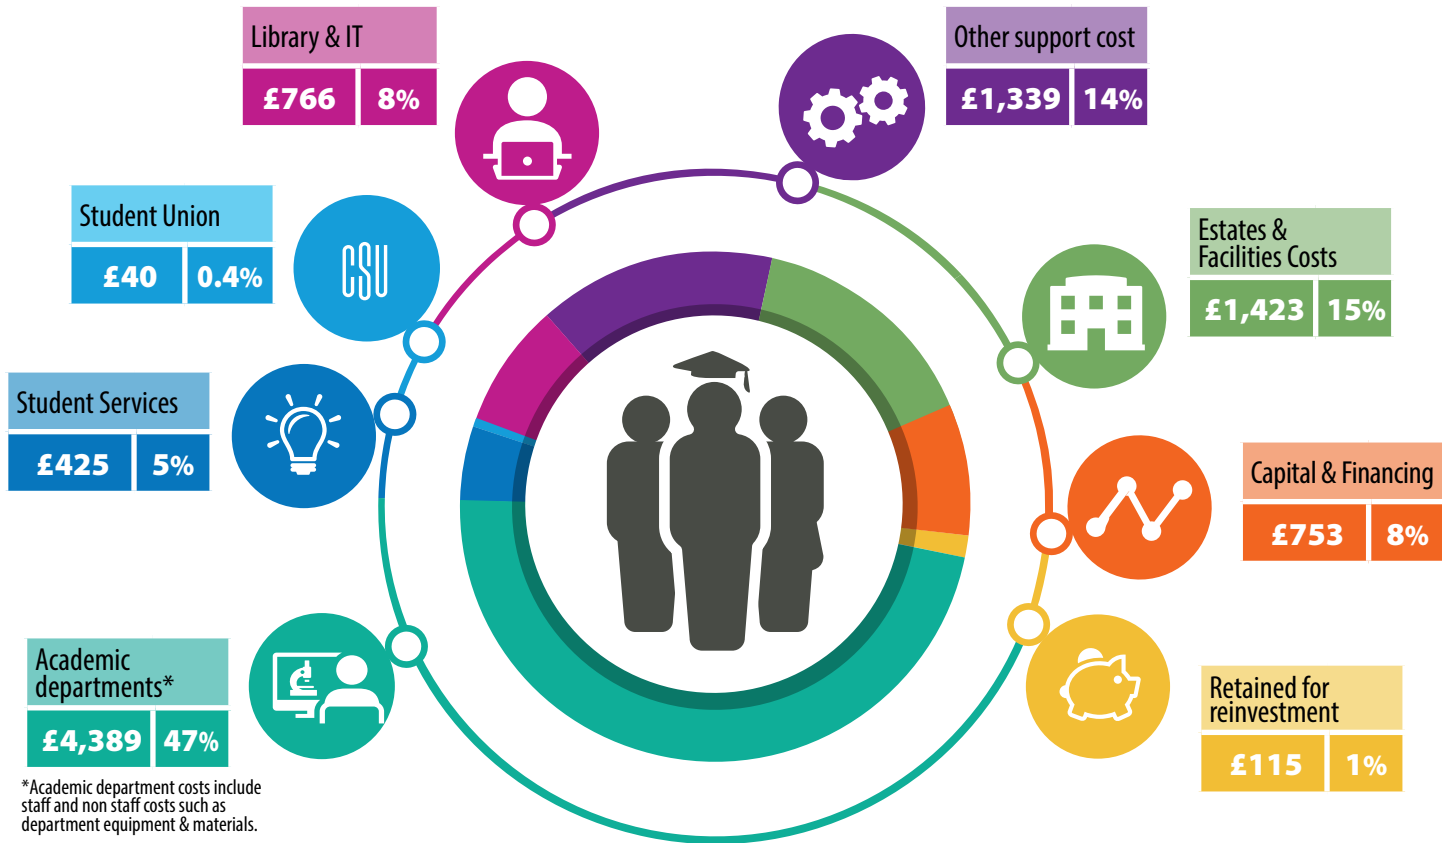 Library & IT
£766 8%
Other support cost
£1,339 14%
Student Union
£40 0.4%
CSU
Estates &
Facilities Costs
£1,423 15%
Student Services
£425 5%
Capital & Financing
£753 8%
Academic
departments*
£4,389 47%
*Academic department costs include
staff and non staff costs such as
department equipment & materials.
Retained for
reinvestment
£115 1%